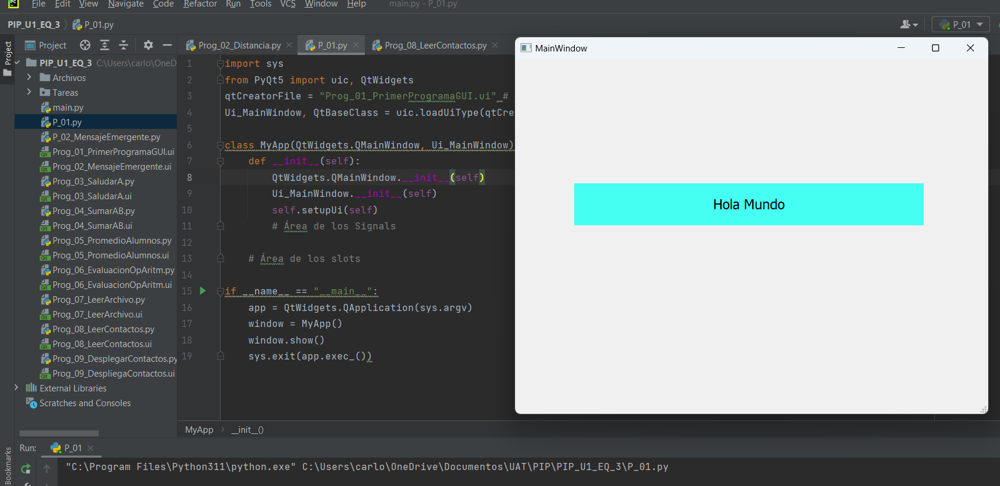 File Edit View Navigate Code Refactor Run Tools VCS Window Help main.py - P_01.py
PIP_U1_EQ_3 P_01.py
P_01
Project
Project
Prog_02_Distancia.py P_01.py Prog_08_LeerContactos.py
PIP_U1_EQ_3 C:\Users\carlo\OneD
Archivos
Tareas
main.py
P_01.py
P_02_MensajeEmergente.py
Prog_01_PrimerProgramaGUI.ui
Prog_02_MensajeEmergente.ui
Prog_03_SaludarA.py
Prog_03_SaludarA.ui
Prog_04_SumarAB.py
Prog_04_SumarAB.ui
Prog_05_PromedioAlumnos.py
Prog_05_PromedioAlumnos.ui
Prog_06_EvaluacionOpAritm.py
Prog_06_EvaluacionOpAritm.ui
Prog_07_LeerArchivo.py
Prog_07_LeerArchivo.ui
Prog_08_LeerContactos.py
Prog_08_LeerContactos.ui
Prog_09_DesplegarContactos.py
Prog_09_DespliegaContactos.ui
External Libraries
Scratches and Consoles
1 import sys
2 from PyQt5 import uic, QtWidgets
3 qtCreatorFile = "Prog_01_PrimerProgramaGUI.ui" #
4 Ui_MainWindow, QtBaseClass = uic.loadUiType(qtCre
5
6 class MyApp(QtWidgets.QMainWindow, Ui_MainWindow)
7 def __init__(self):
8 QtWidgets.QMainWindow.__init__(self)
9 Ui_MainWindow.__init__(self)
10 self.setupUi(self)
11 # Área de los Signals
12
13 # Área de los slots
14
15 if __name__ == "__main__":
16 app = QtWidgets.QApplication(sys.argv)
17 window = MyApp()
18 window.show()
19 sys.exit(app.exec_())
MyApp __init__()
MainWindow
Hola Mundo
Run: P_01
"C:\Program Files\Python311\python.exe" C:\Users\carlo\OneDrive\Documentos\UAT\PIP\PIP_U1_EQ_3\P_01.py
Bookmarks